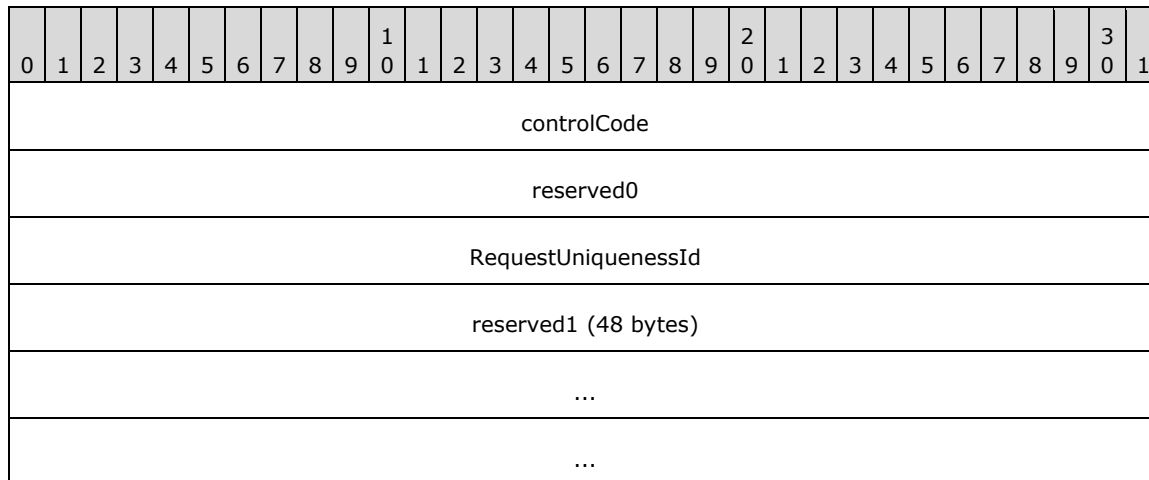 1 2 3
0 1 2 3 4 5 6 7 8 9 0 1 2 3 4 5 6 7 8 9 0 1 2 3 4 5 6 7 8 9 0 1
controlCode
reserved0
RequestUniquenessId
reserved1 (48 bytes)
...
...